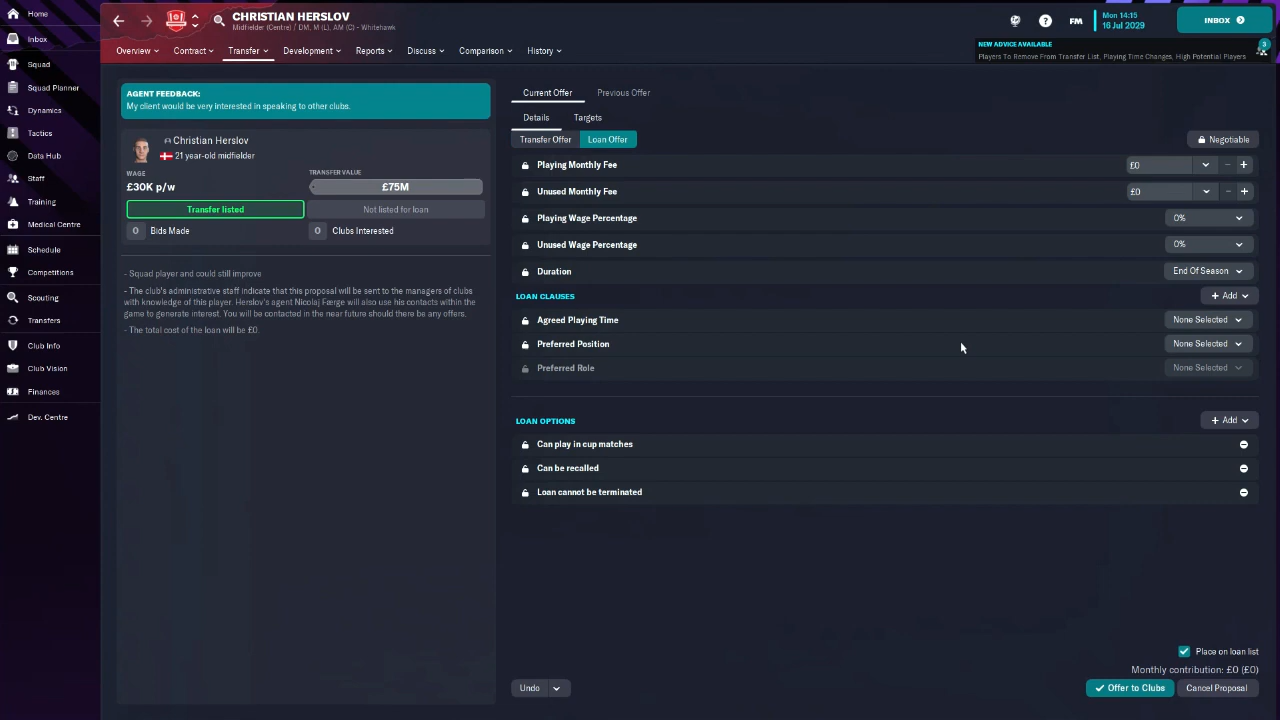 Home
Inbox
Squad
Squad Planner
Dynamics
Tactics
Data Hub
Staff
Training
Medical Centre
Schedule
Competitions
Scouting
Transfers
Club Info
Club Vision
Finances
Dev. Centre
CHRISTIAN HERSLOV
Midfielder (Centre) / DM, M (L), AM (C) - Whitehawk
FM
Mon 14:15
16 Jul 2029
INBOX
Overview
Contract
Transfer
Development
Reports
Discuss
Comparison
History
NEW ADVICE AVAILABLE
Players To Remove From Transfer List, Playing Time Changes, High Potential Players
3
AGENT FEEDBACK:
My client would be very interested in speaking to other clubs.
Christian Herslov
21 year-old midfielder
WAGE
£30K p/w
TRANSFER VALUE
£75M
Transfer listed
Not listed for loan
0 Bids Made
0 Clubs Interested
- Squad player and could still improve
- The club's administrative staff indicate that this proposal will be sent to the managers of clubs
with knowledge of this player. Herslov's agent Nicolaj Færge will also use his contacts within the
game to generate interest. You will be contacted in the near future should there be any offers.
- The total cost of the loan will be £0.
Current Offer
Previous Offer
Details
Targets
Transfer Offer
Loan Offer
Negotiable
Playing Monthly Fee £0
Unused Monthly Fee £0
Playing Wage Percentage 0%
Unused Wage Percentage 0%
Duration End Of Season
LOAN CLAUSES + Add
Agreed Playing Time None Selected
Preferred Position None Selected
Preferred Role None Selected
LOAN OPTIONS + Add
Can play in cup matches
Can be recalled
Loan cannot be terminated
Place on loan list
Monthly contribution: £0 (£0)
Undo
Offer to Clubs
Cancel Proposal